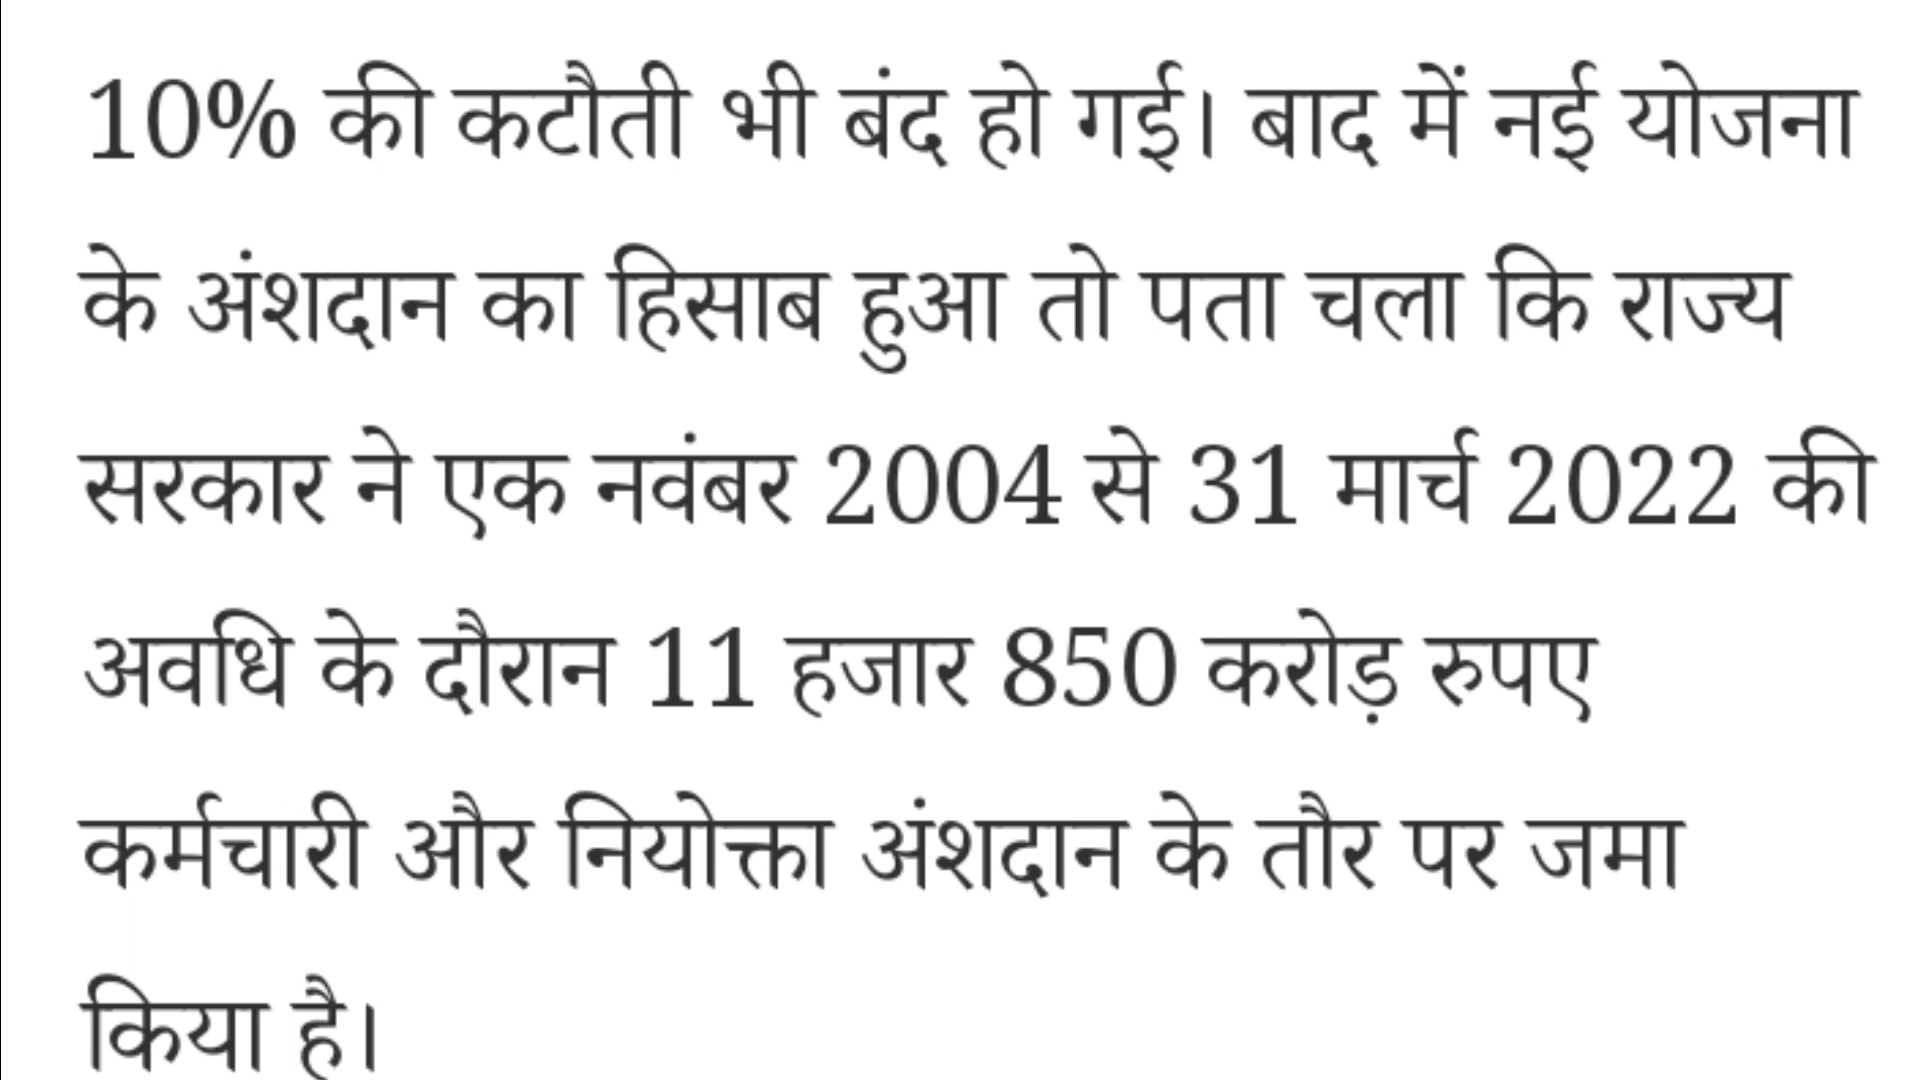 10% की कटौती भी बंद हो गई। बाद में नई योजना
के अंशदान का हिसाब हुआ तो पता चला कि राज्य
सरकार ने एक नवंबर 2004 से 31 मार्च 2022 की
अवधि के दौरान 11 हजार 850 करोड़ रुपए
कर्मचारी और नियोक्ता अंशदान के तौर पर जमा
किया है।